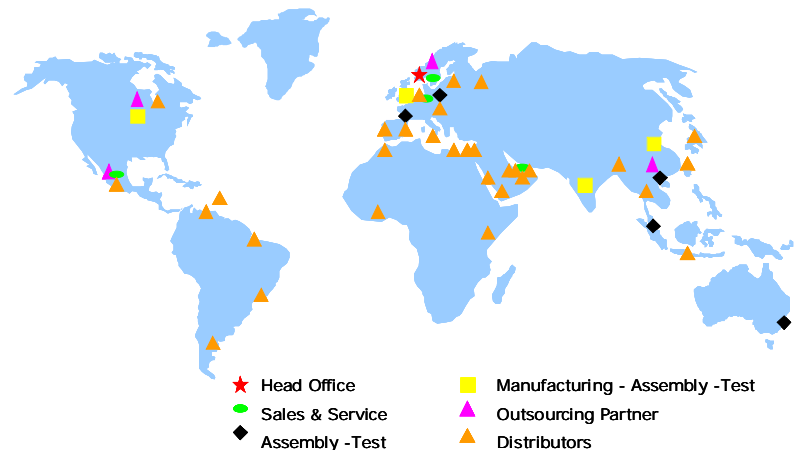 Head Office
Manufacturing - Assembly -Test
Sales & Service
Outsourcing Partner
Assembly -Test
Distributors